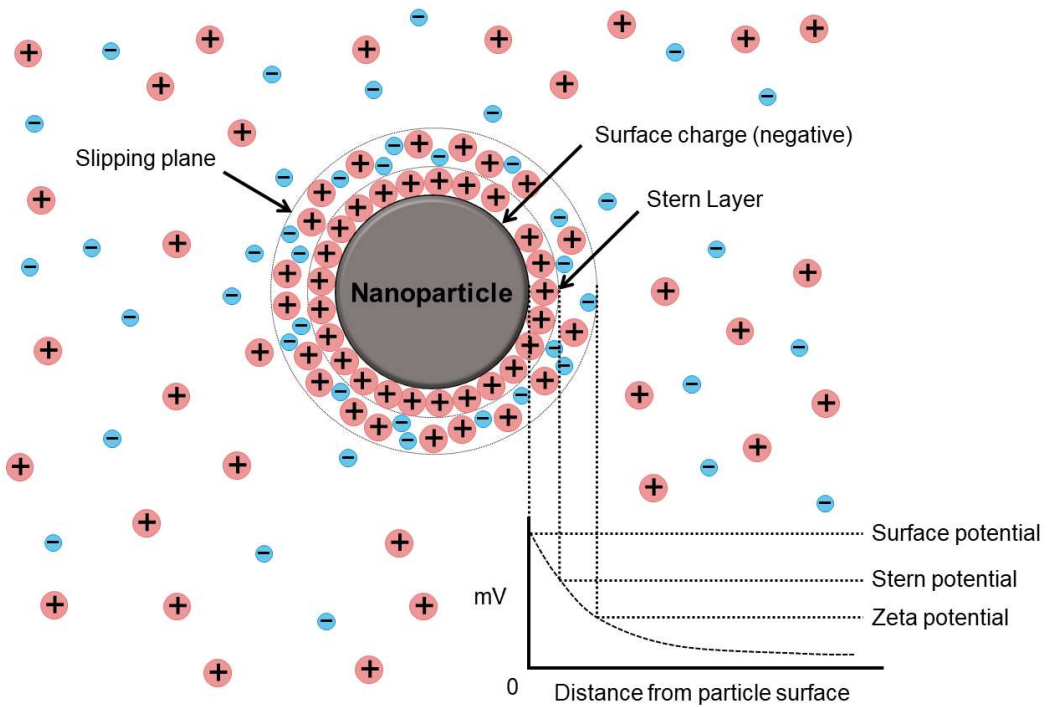 Surface charge (negative)
Slipping plane
Stern Layer
Nanoparticle
Surface potential
Stern potential
mV
Zeta potential
0
Distance from particle surface